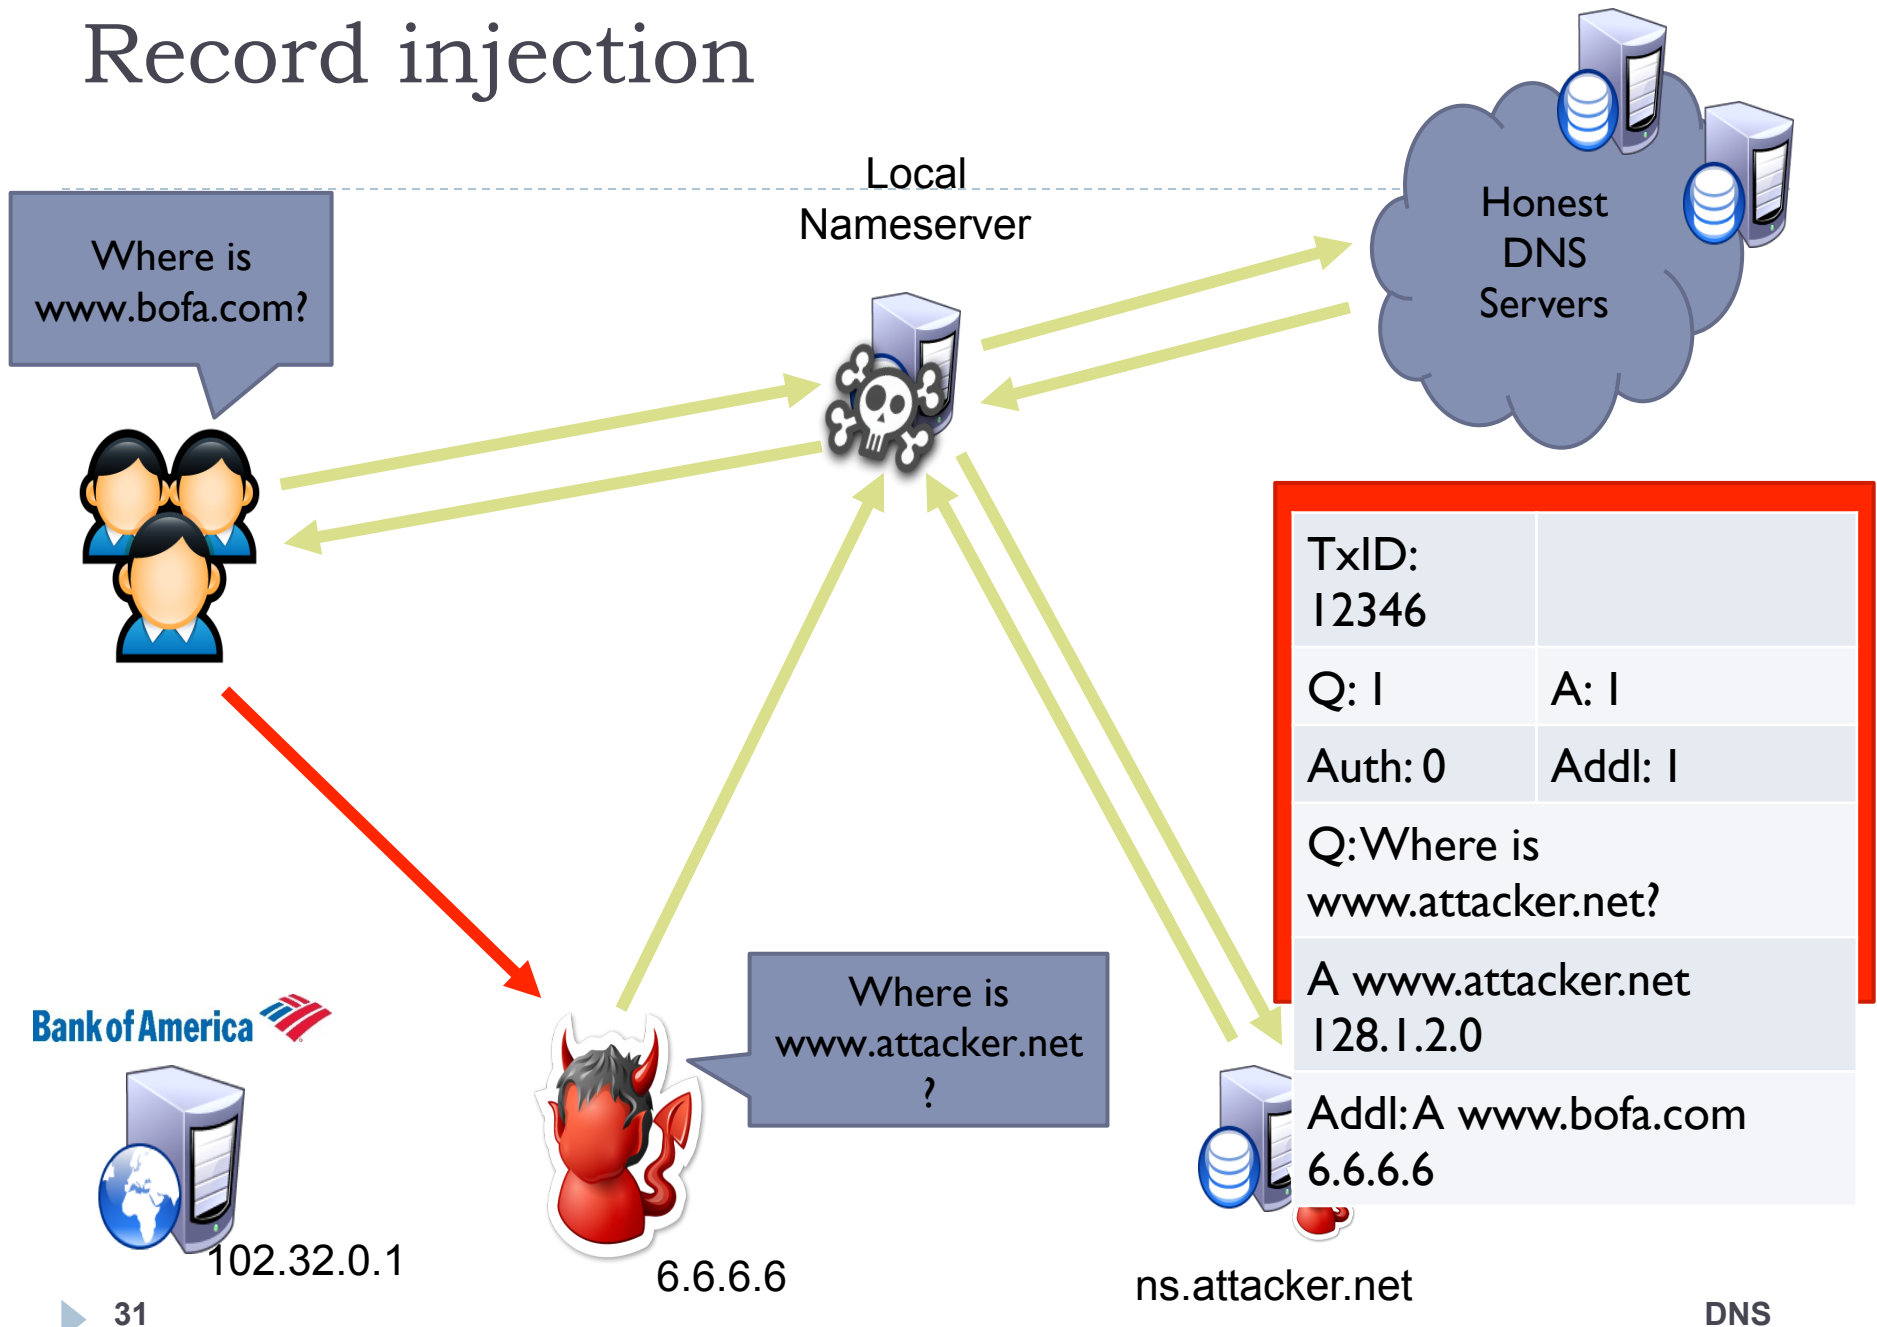 Record injection
Local
Nameserver
Honest
DNS
Servers
Where is
www.bofa.com?
TxID:
12346
Q: 1
A: 1
Auth: 0
Addl: 1
Q: Where is
www.attacker.net?
A www.attacker.net
128.1.2.0
Addl: A www.bofa.com
6.6.6.6
Where is
www.attacker.net
?
Bank of America
102.32.0.1
6.6.6.6
ns.attacker.net
31
DNS